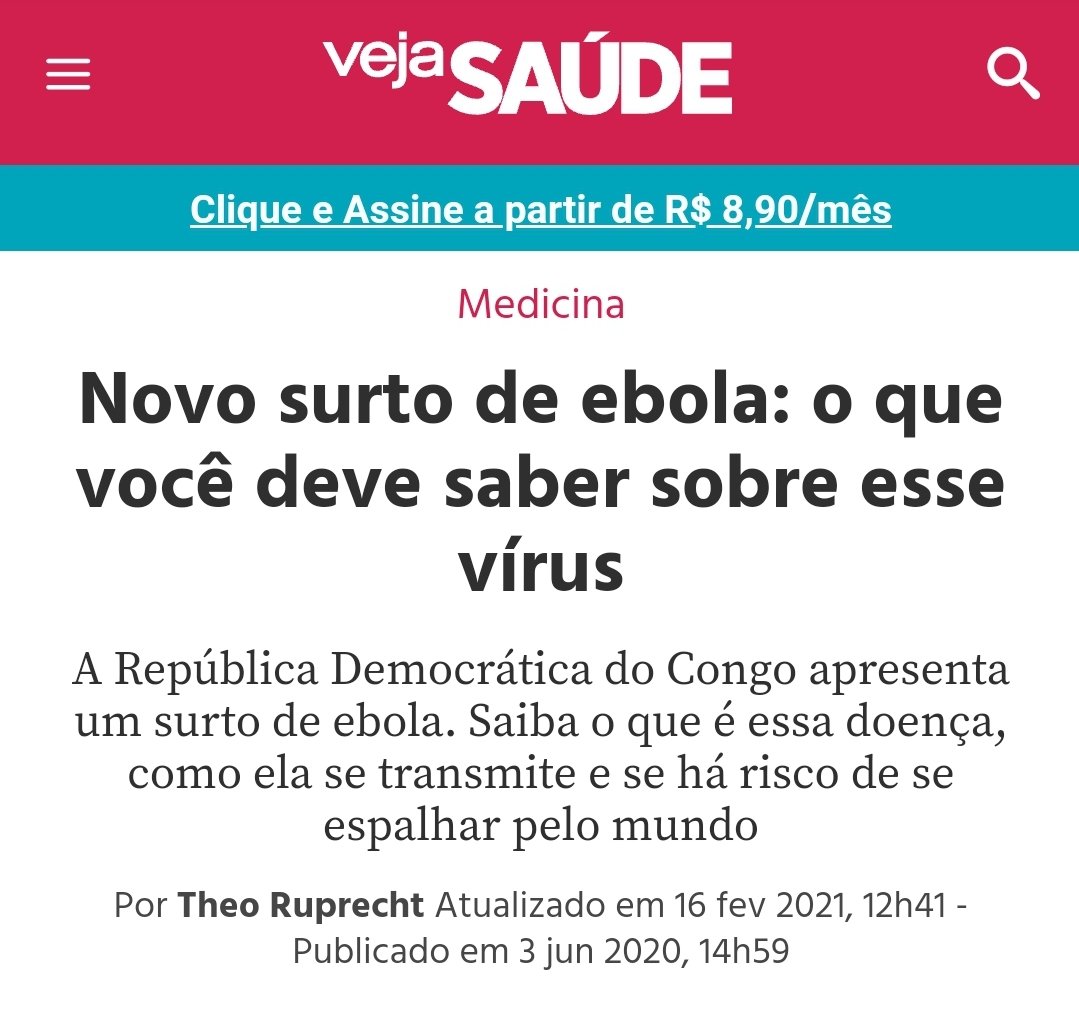 veja SAÚDE
Clique e Assine a partir de R$ 8,90/mês
Medicina
Novo surto de ebola: o que
você deve saber sobre esse
vírus
A República Democrática do Congo apresenta
um surto de ebola. Saiba o que é essa doença,
como ela se transmite e se há risco de se
espalhar pelo mundo
Por Theo Ruprecht Atualizado em 16 fev 2021, 12h41 -
Publicado em 3 jun 2020, 14h59